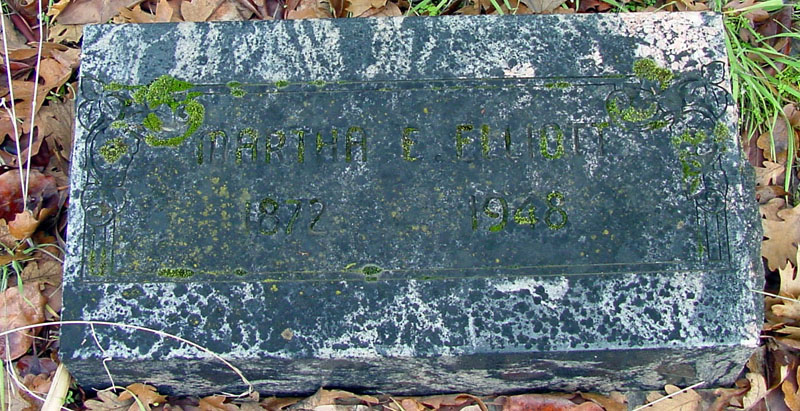 MARTHA E. ELLIOTT
1872 1948